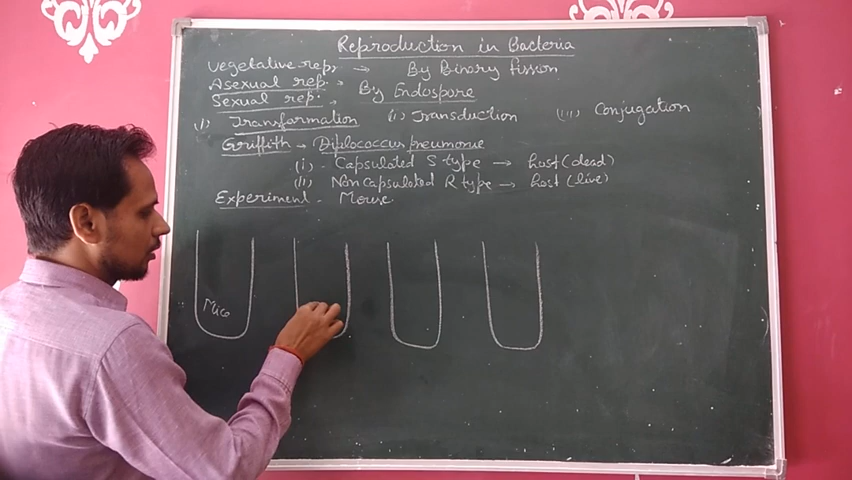 Reproduction in Bacteria
Vegetative rep. → By Binary fission
Asexual rep. → By Endospore
Sexual rep. →
(i) Transformation (ii) Transduction (iii) Conjugation
Griffith → Diplococcus pneumonae
(i) - Capsulated S type → host (dead)
(ii) Noncapsulated R type → host (live)
Experiment - Mouse
Mice